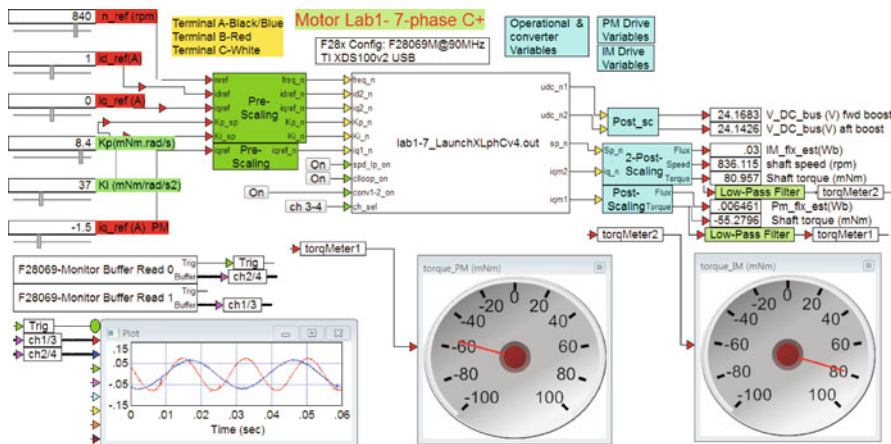 Motor Lab1- 7-phase C+
840 n_ref (rpm
1 id_ref(A)
0 iq_ref (A)
8.4 Kp(mNm.rad/s)
37 KI (mNm/rad/s2)
-1.5 iq_ref (A) PM
Terminal A-Black/Blue
Terminal B-Red
Terminal C-White
F28x Config: F28069M@90MHz
TI XDS100v2 USB
Operational &
converter
Variables
PM Drive
Variables
IM Drive
Variables
nref freq_n
idref idref_n
iqref iqref_n
Kp_sp Kp_n
Ki_sp Ki_n
Pre-
Scaling
iqref iqref_n
Pre-
Scaling
On
On
On
ch 3-4
freq_n
id2_n
iq2_n
Kp_n
Ki_n
iq1_n
spd_lp_on
clloop_on
conv1-2_on
ch_sel
lab1-7_LaunchXLphCv4.out
udc_n1
udc_n2
sp_n
iqm2
iqm1
Post_sc
Sp_n Flux
Speed
iq_n Torque
2-Post-
Scaling
Post-
Scaling
Flux
Torque
24.1683 V_DC_bus(V) fwd boost
24.1426 V_DC_bus(V) aft boost
.03 IM_flx_est(Wb)
836.115 shaft speed (rpm)
80.957 Shaft torque (mNm)
Low-Pass Filter torqMeter2
.006461 Pm_flx_est(Wb)
-55.2796 Shaft torque (mNm)
Low-Pass Filter torqMeter1
F28069-Monitor Buffer Read 0 Trig
Buffer
Trig
ch2/4
F28069-Monitor Buffer Read 1 Trig
Buffer
ch1/3
torqMeter1
torqMeter2
Trig
ch1/3
ch2/4
Plot
.15
.05
-.05
-.15
0 .01 .02 .03 .04 .05 .06
Time (sec)
torque_PM (mNm)
-100 -80 -60 -40 -20 0 20 40 60 80 100
torque_IM (mNm)
-100 -80 -60 -40 -20 0 20 40 60 80 100